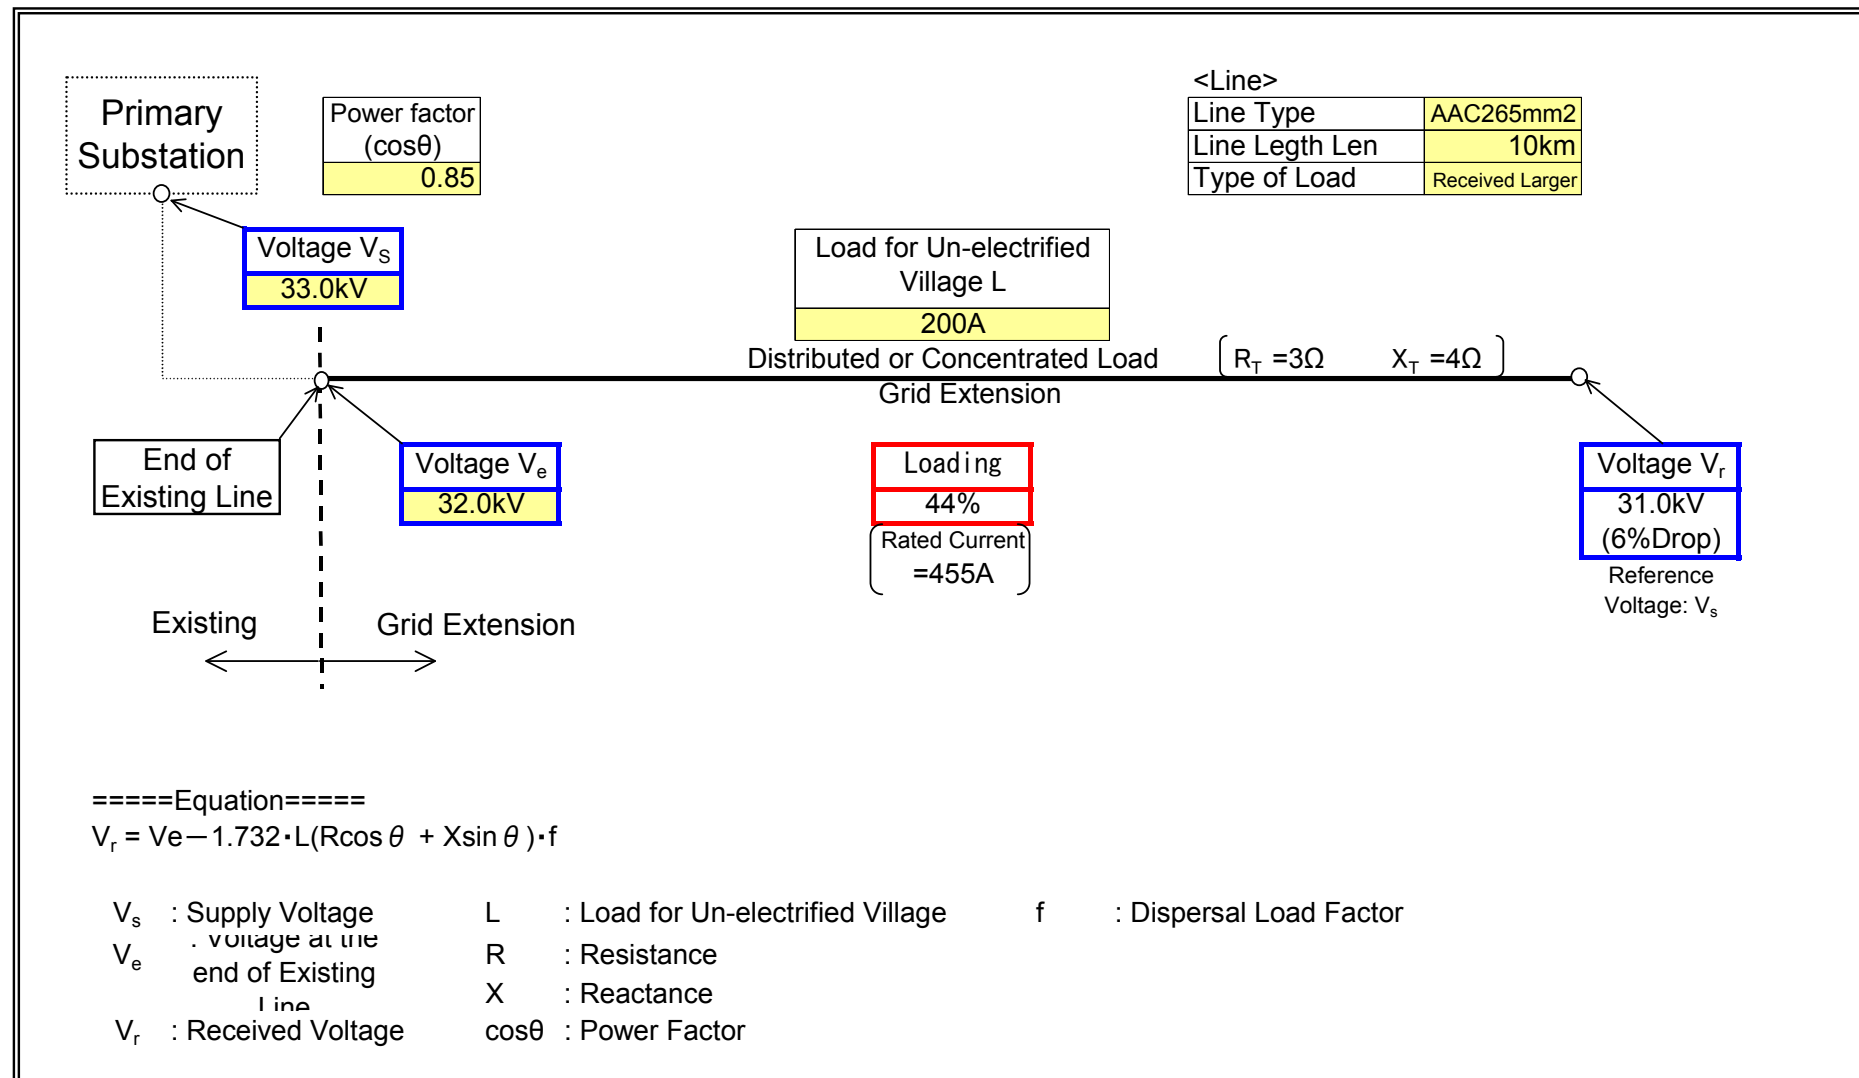 Primary
Substation
Power factor
(cosθ)
0.85
<Line>
Line Type AAC265mm2
Line Legth Len 10km
Type of Load Received Larger
Voltage VS
33.0kV
Load for Un-electrified
Village L
200A
Distributed or Concentrated Load
RT =3Ω XT =4Ω
Grid Extension
End of
Existing Line
Voltage Ve
32.0kV
Loading
44%
Rated Current
=455A
Voltage Vr
31.0kV
(6%Drop)
Reference
Voltage: Vs
Existing
Grid Extension
=====Equation=====
Vr = Ve－1.732･L(Rcosθ + Xsinθ)･f
Vs : Supply Voltage L : Load for Un-electrified Village f : Dispersal Load Factor
Ve : Voltage at the
end of Existing
Line
R : Resistance
X : Reactance
Vr : Received Voltage cosθ : Power Factor